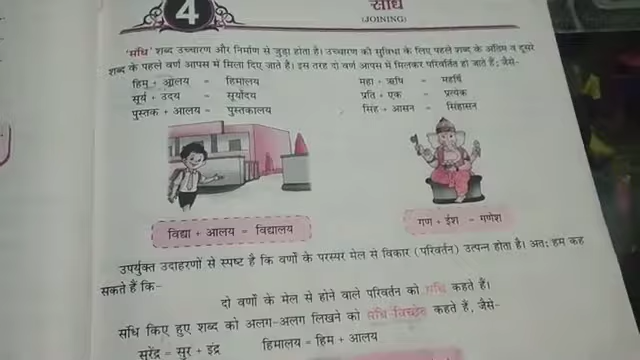 4
संधि
(JOINING)
'संधि' शब्द उच्चारण और निर्माण से जुड़ा होता है। उच्चारण की सुविधा के लिए पहले शब्द के अंतिम व दूसरे
शब्द के पहले वर्ण आपस में मिला दिए जाते हैं। इस तरह दो वर्ण आपस में मिलकर परिवर्तित हो जाते हैं; जैसे-
हिम + आलय = हिमालय महा + ऋषि = महर्षि
सूर्य + उदय = सूर्योदय प्रति + एक = प्रत्येक
पुस्तक + आलय = पुस्तकालय सिंह + आसन = सिंहासन
विद्या + आलय = विद्यालय गण + ईश = गणेश
उपर्युक्त उदाहरणों से स्पष्ट है कि वर्णों के परस्पर मेल से विकार (परिवर्तन) उत्पन्न होता है। अत: हम कह
सकते हैं कि-
दो वर्णों के मेल से होने वाले परिवर्तन को संधि कहते हैं।
संधि किए हुए शब्द को अलग-अलग लिखने को संधि-विच्छेद कहते हैं, जैसे-
सुरेंद्र = सुर + इंद्र हिमालय = हिम + आलय